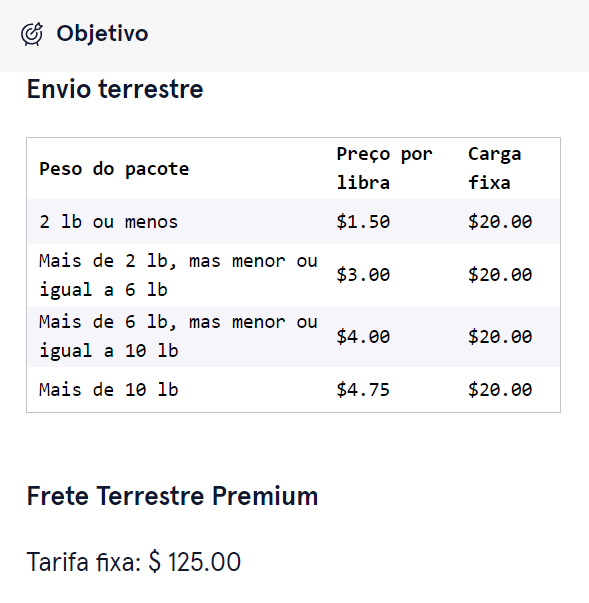 Objetivo
Envio terrestre
Peso do pacote
Preço por
libra
Carga
fixa
2 lb ou menos $1.50 $20.00
Mais de 2 lb, mas menor ou
igual a 6 lb
$3.00 $20.00
Mais de 6 lb, mas menor ou
igual a 10 lb
$4.00 $20.00
Mais de 10 lb $4.75 $20.00
Frete Terrestre Premium
Tarifa fixa: $ 125.00